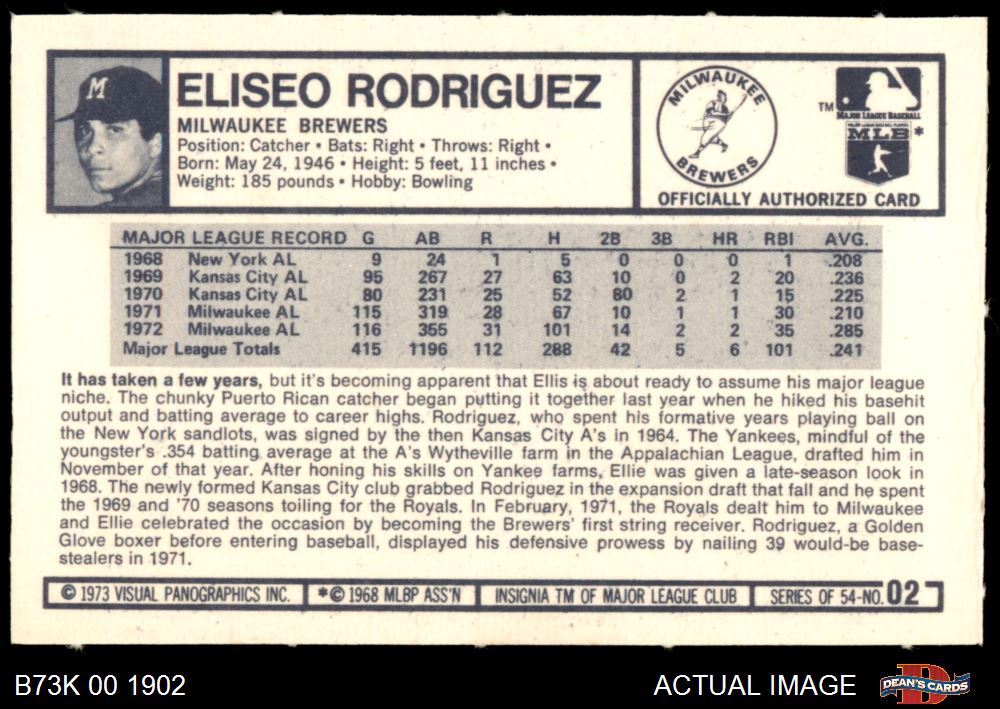 M
ELISEO RODRIGUEZ
MILWAUKEE BREWERS
Position: Catcher • Bats: Right • Throws: Right •
Born: May 24, 1946 • Height: 5 feet, 11 inches •
Weight: 185 pounds • Hobby: Bowling
MILWAUKEE
BREWERS
TM
MAJOR LEAGUE BASEBALL
MAJOR LEAGUE BASEBALL PLAYERS
MLB *
OFFICIALLY AUTHORIZED CARD
MAJOR LEAGUE RECORD G AB R H 2B 3B HR RBI AVG.
1968 New York AL 9 24 1 5 0 0 0 1 .208
1969 Kansas City AL 95 267 27 63 10 0 2 20 .236
1970 Kansas City AL 80 231 25 52 80 2 1 15 .225
1971 Milwaukee AL 115 319 28 67 10 1 1 30 .210
1972 Milwaukee AL 116 355 31 101 14 2 2 35 .285
Major League Totals 415 1196 112 288 42 5 6 101 .241
It has taken a few years, but it's becoming apparent that Ellis is about ready to assume his major league
niche. The chunky Puerto Rican catcher began putting it together last year when he hiked his basehit
output and batting average to career highs. Rodriguez, who spent his formative years playing ball on
the New York sandlots, was signed by the then Kansas City A's in 1964. The Yankees, mindful of the
youngster's .354 batting average at the A's Wytheville farm in the Appalachian League, drafted him in
November of that year. After honing his skills on Yankee farms, Ellie was given a late-season look in
1968. The newly formed Kansas City club grabbed Rodriguez in the expansion draft that fall and he spent
the 1969 and '70 seasons toiling for the Royals. In February, 1971, the Royals dealt him to Milwaukee
and Ellie celebrated the occasion by becoming the Brewers' first string receiver. Rodriguez, a Golden
Glove boxer before entering baseball, displayed his defensive prowess by nailing 39 would-be base-
stealers in 1971.
© 1973 VISUAL PANOGRAPHICS INC. *© 1968 MLBP ASS'N INSIGNIA TM OF MAJOR LEAGUE CLUB SERIES OF 54-NO. 02
B73K 00 1902
ACTUAL IMAGE
D
DEAN'S CARDS